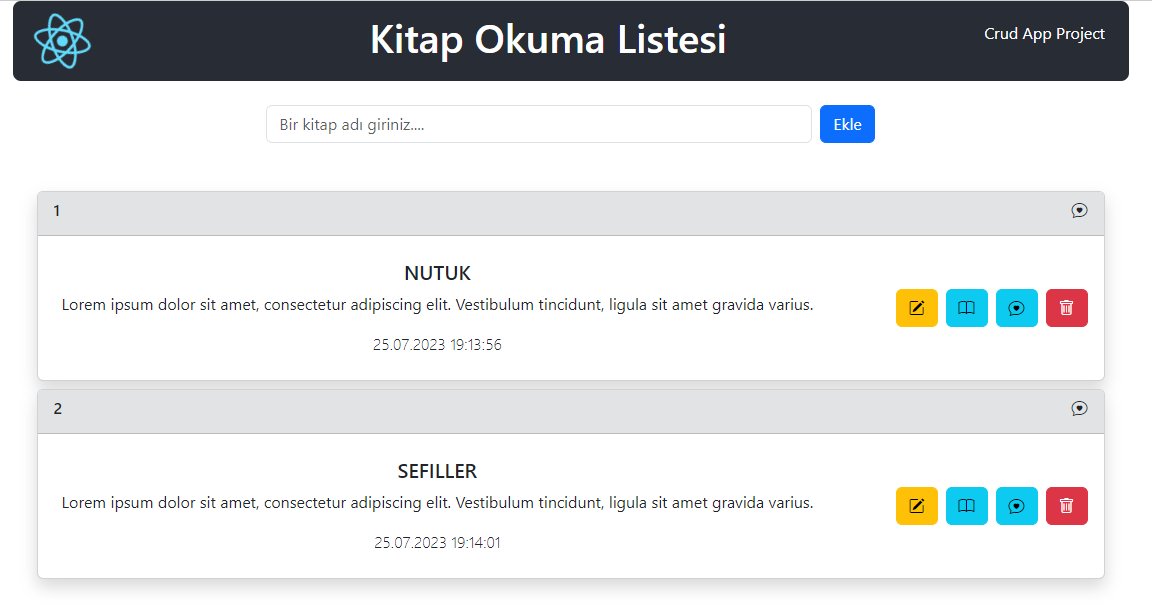 Kitap Okuma Listesi
Crud App Project
Bir kitap adı giriniz....
Ekle
1
NUTUK
Lorem ipsum dolor sit amet, consectetur adipiscing elit. Vestibulum tincidunt, ligula sit amet gravida varius.
25.07.2023 19:13:56
2
SEFILLER
Lorem ipsum dolor sit amet, consectetur adipiscing elit. Vestibulum tincidunt, ligula sit amet gravida varius.
25.07.2023 19:14:01